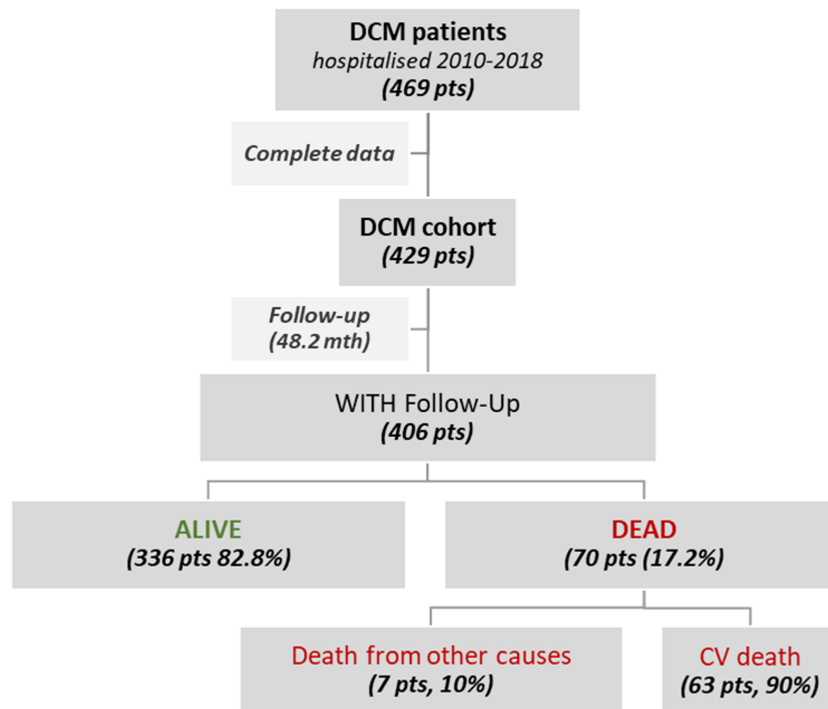 DCM patients
hospitalised 2010-2018
(469 pts)
Complete data
DCM cohort
(429 pts)
Follow-up
(48.2 mth)
WITH Follow-Up
(406 pts)
ALIVE
(336 pts 82.8%)
DEAD
(70 pts (17.2%)
Death from other causes
(7 pts, 10%)
CV death
(63 pts, 90%)